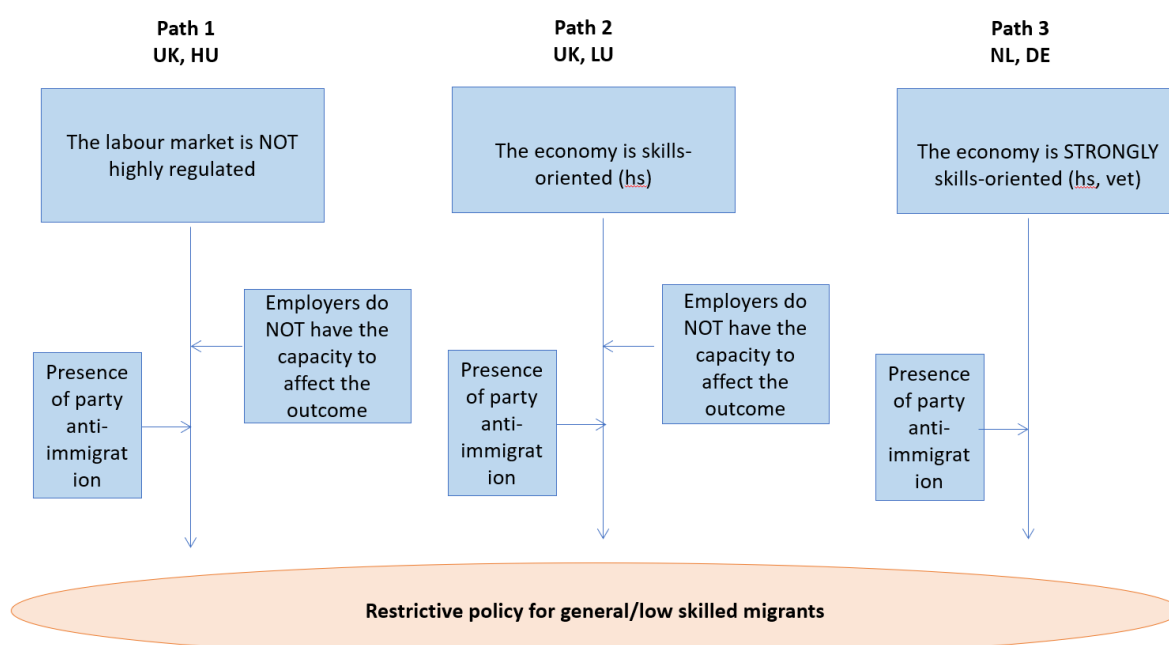 Path 1
UK, HU
The labour market is NOT
highly regulated
Employers do
NOT have the
capacity to
affect the
outcome
Presence
of party
anti-
immigrat
ion
Path 2
UK, LU
The economy is skills-
oriented (hs)
Employers do
NOT have the
capacity to
affect the
outcome
Presence
of party
anti-
immigrat
ion
Path 3
NL, DE
The economy is STRONGLY
skills-oriented (hs, vet)
Presence
of party
anti-
immigrat
ion
Restrictive policy for general/low skilled migrants